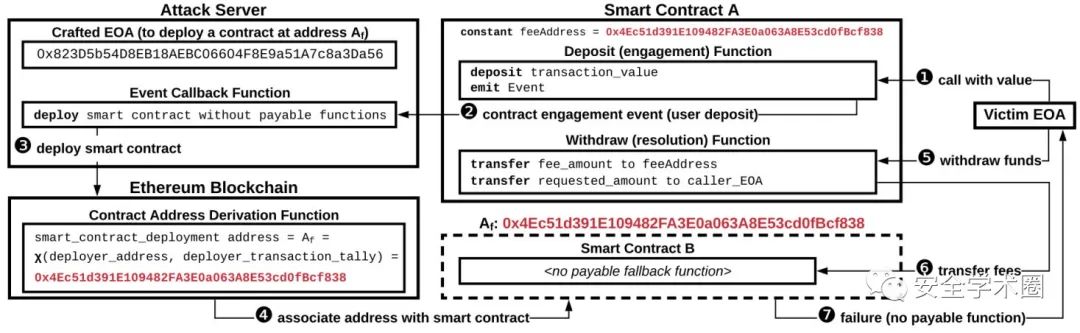 Attack Server
Crafted EOA (to deploy a contract at address Af)
0x823D5b54D8EB18AEBC06604F8E9a51A7c8a3Da56
Event Callback Function
deploy smart contract without payable functions
❸ deploy smart contract
Ethereum Blockchain
Contract Address Derivation Function
smart_contract_deployment address = Af =
χ(deployer_address, deployer_transaction_tally) =
0x4Ec51d391E109482FA3E0a063A8E53cd0fBcf838
Smart Contract A
constant feeAddress = 0x4Ec51d391E109482FA3E0a063A8E53cd0fBcf838
Deposit (engagement) Function
deposit transaction_value
emit Event
❶ call with value
❷ contract engagement event (user deposit)
Victim EOA
Withdraw (resolution) Function
transfer fee_amount to feeAddress
transfer requested_amount to caller_EOA
❺ withdraw funds
Af: 0x4Ec51d391E109482FA3E0a063A8E53cd0fBcf838
Smart Contract B
<no payable fallback function>
❻ transfer fees
❹ associate address with smart contract
❼ failure (no payable function)
安全学术圈